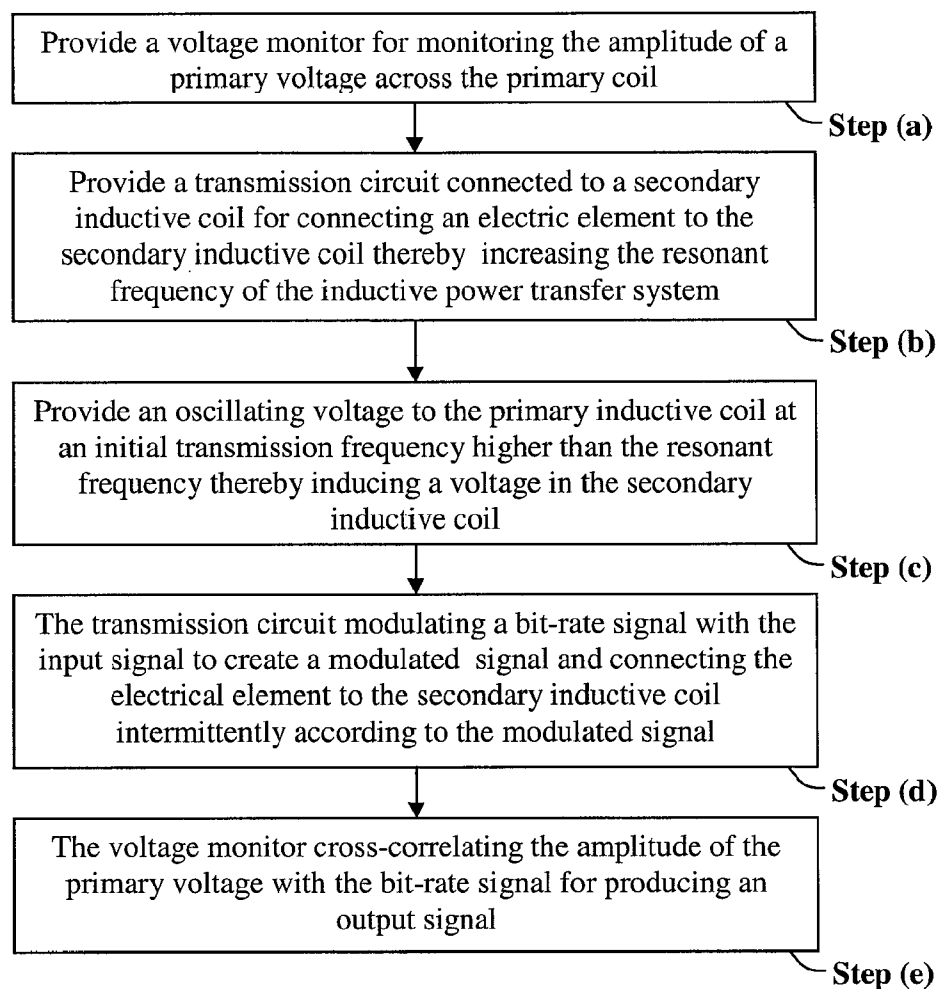 Provide a voltage monitor for monitoring the amplitude of a
primary voltage across the primary coil
Step (a)
Provide a transmission circuit connected to a secondary
inductive coil for connecting an electric element to the
secondary inductive coil thereby increasing the resonant
frequency of the inductive power transfer system
Step (b)
Provide an oscillating voltage to the primary inductive coil at
an initial transmission frequency higher than the resonant
frequency thereby inducing a voltage in the secondary
inductive coil
Step (c)
The transmission circuit modulating a bit-rate signal with the
input signal to create a modulated signal and connecting the
electrical element to the secondary inductive coil
intermittently according to the modulated signal
Step (d)
The voltage monitor cross-correlating the amplitude of the
primary voltage with the bit-rate signal for producing an
output signal
Step (e)